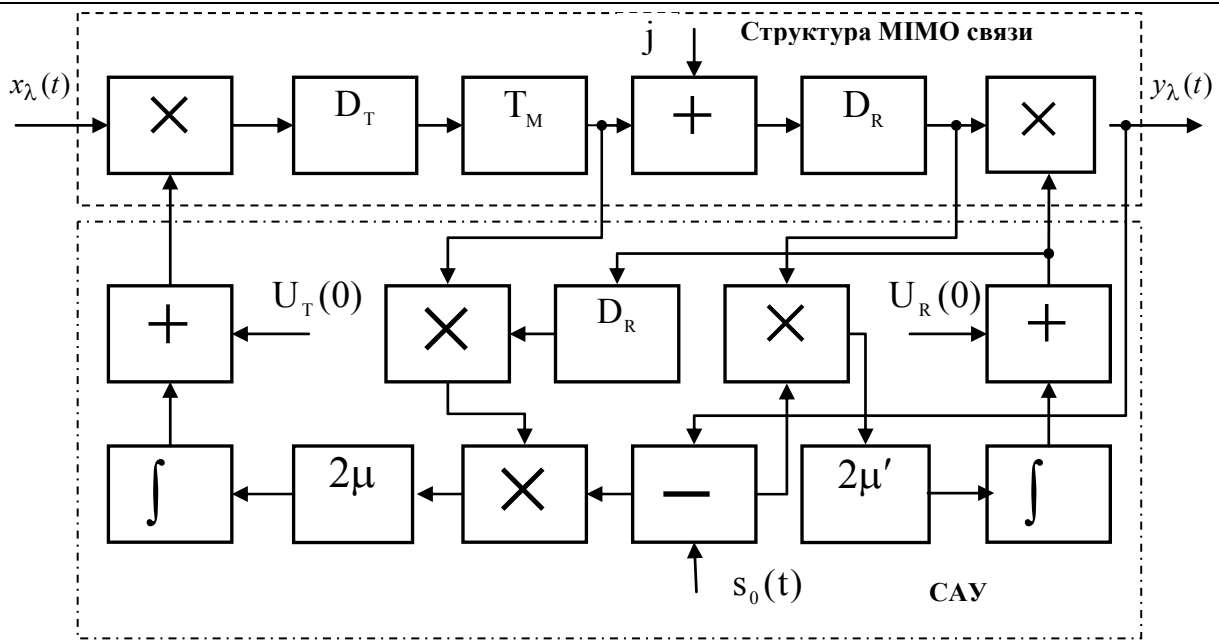 j
Структура MIMO связи
x_λ(t)
y_λ(t)
×
D_T
T_M
+
D_R
×
+
U_T(0)
×
D_R
×
U_R(0)
+
∫
2μ
×
−
2μ′
∫
s_0(t)
САУ